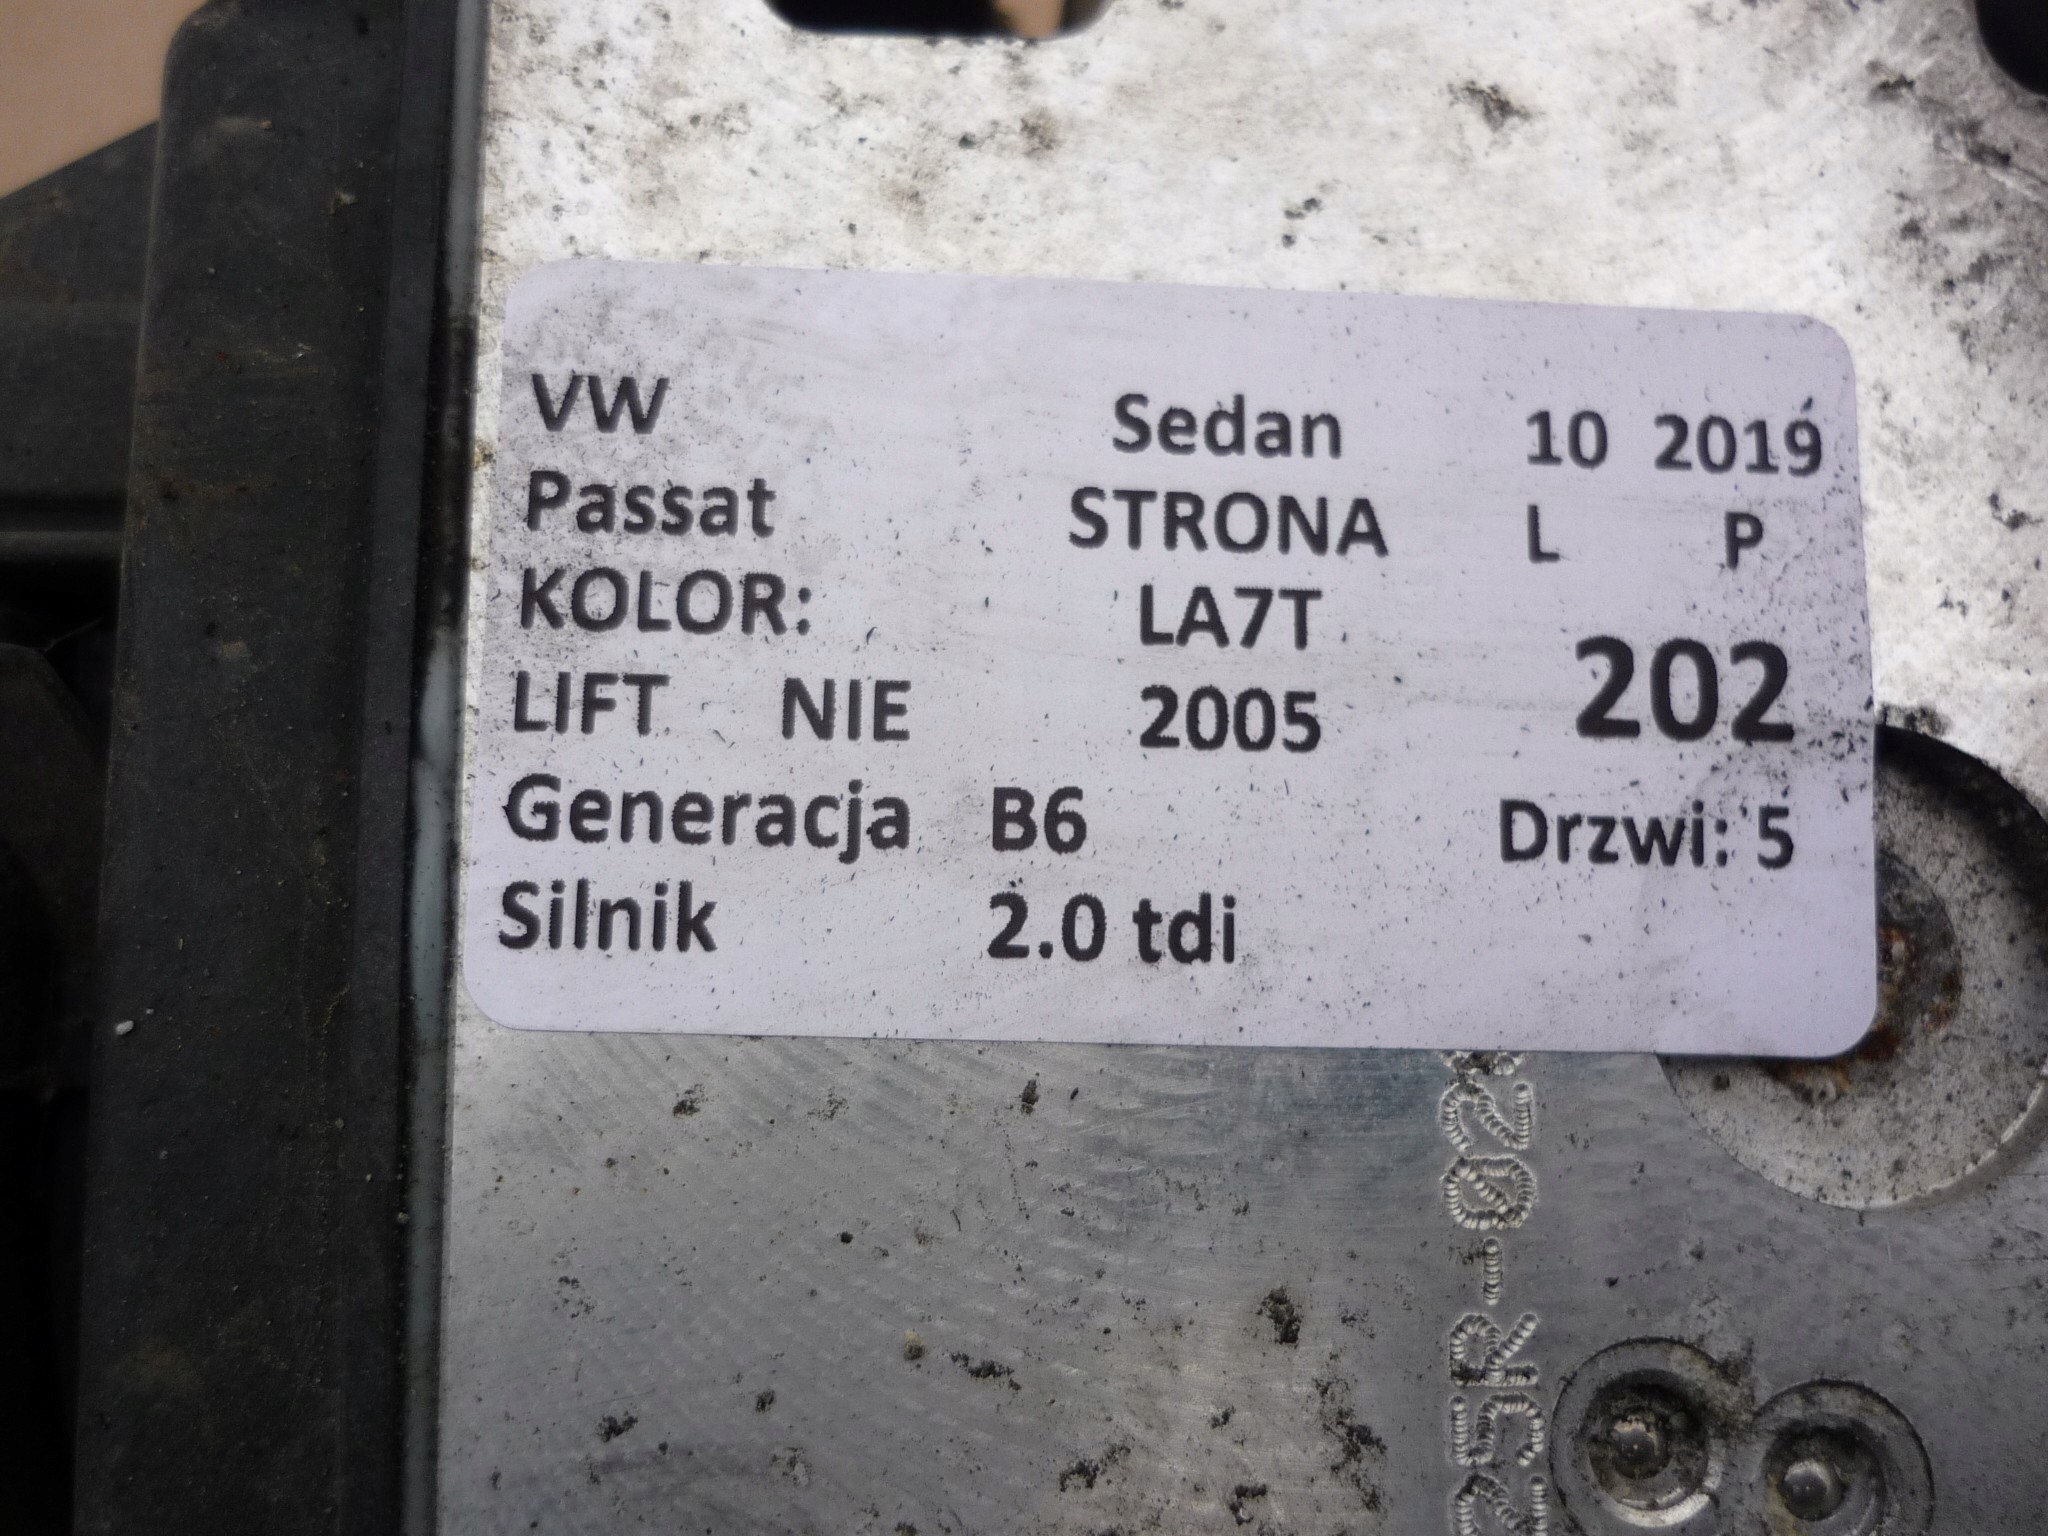 VW Sedan 10 2019
Passat STRONA L P
KOLOR: LA7T
LIFT NIE 2005 202
Generacja B6 Drzwi: 5
Silnik 2.0 tdi